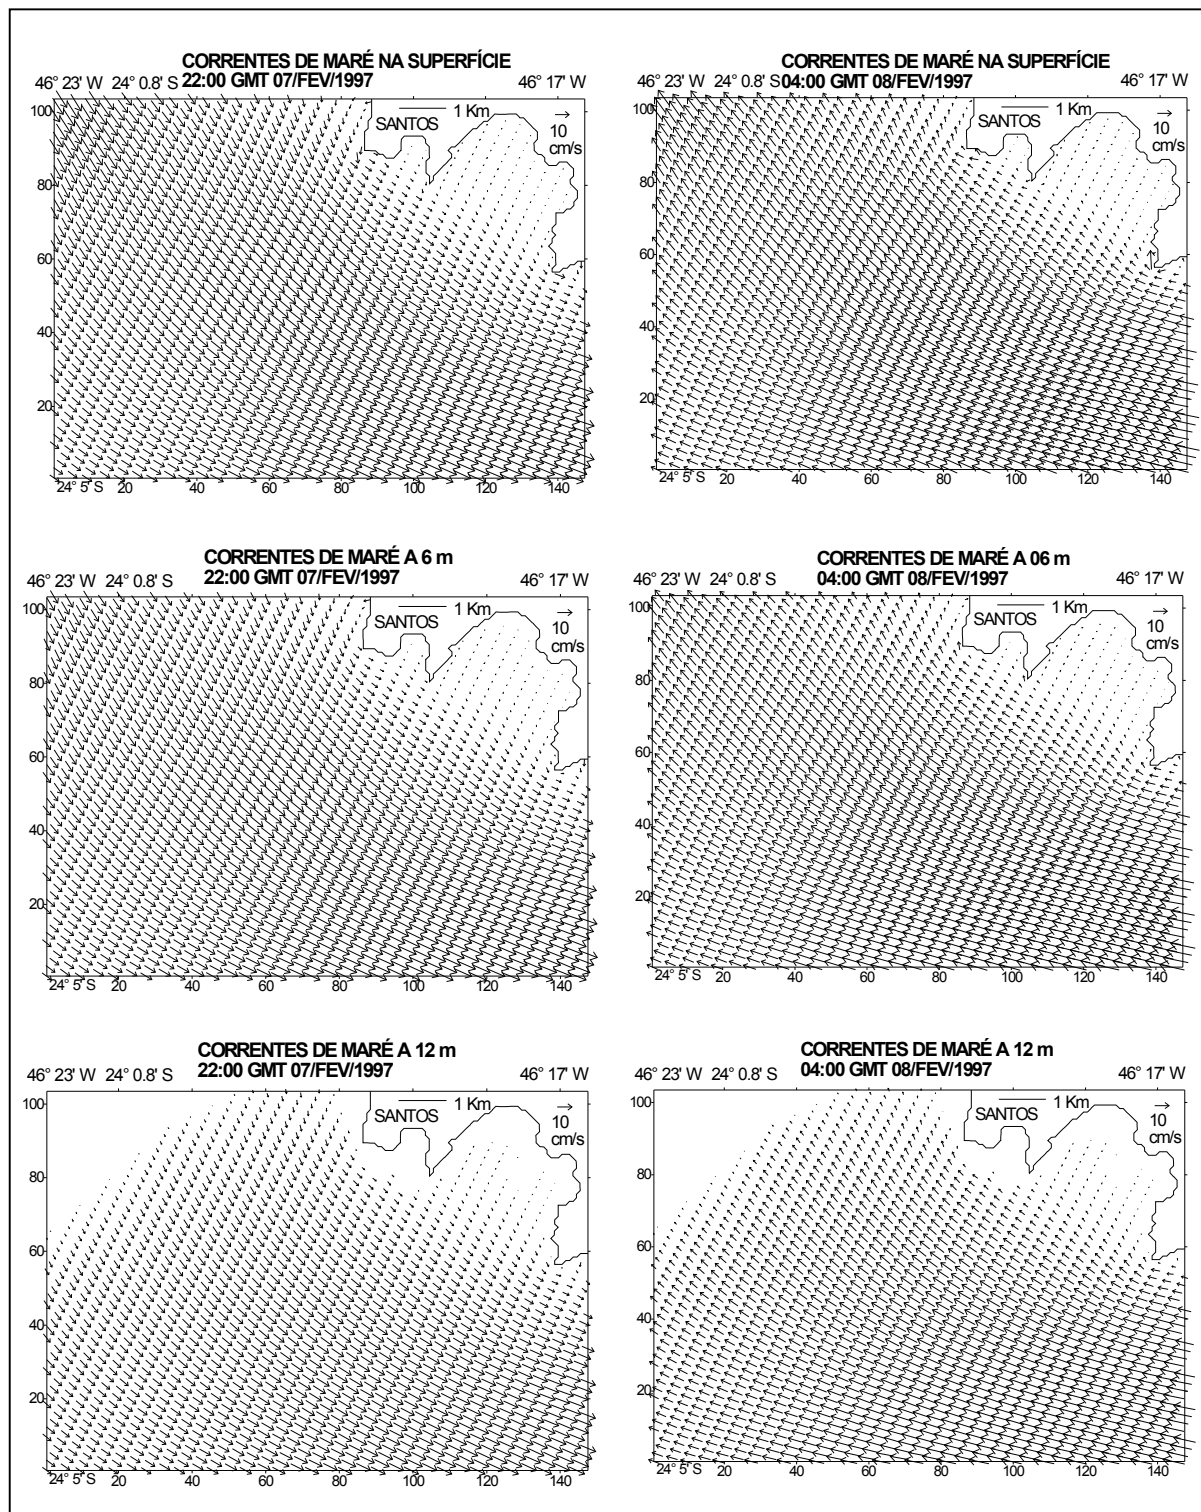 CORRENTES DE MARÉ NA SUPERFÍCIE
22:00 GMT 07/FEV/1997
46° 23' W 24° 0.8' S
46° 17' W
100
80
60
40
20
SANTOS
1 Km
10
cm/s
24° 5' S
20
40
60
80
100
120
140
CORRENTES DE MARÉ NA SUPERFÍCIE
04:00 GMT 08/FEV/1997
46° 23' W 24° 0.8' S
46° 17' W
100
80
60
40
20
SANTOS
1 Km
10
cm/s
24° 5' S
20
40
60
80
100
120
140
CORRENTES DE MARÉ A 6 m
22:00 GMT 07/FEV/1997
46° 23' W 24° 0.8' S
46° 17' W
100
80
60
40
20
SANTOS
1 Km
10
cm/s
24° 5' S
20
40
60
80
100
120
140
CORRENTES DE MARÉ A 06 m
04:00 GMT 08/FEV/1997
46° 23' W 24° 0.8' S
46° 17' W
100
80
60
40
20
SANTOS
1 Km
10
cm/s
24° 5' S
20
40
60
80
100
120
140
CORRENTES DE MARÉ A 12 m
22:00 GMT 07/FEV/1997
46° 23' W 24° 0.8' S
46° 17' W
100
80
60
40
20
SANTOS
1 Km
10
cm/s
24° 5' S
20
40
60
80
100
120
140
CORRENTES DE MARÉ A 12 m
04:00 GMT 08/FEV/1997
46° 23' W 24° 0.8' S
46° 17' W
100
80
60
40
20
SANTOS
1 Km
10
cm/s
24° 5' S
20
40
60
80
100
120
140